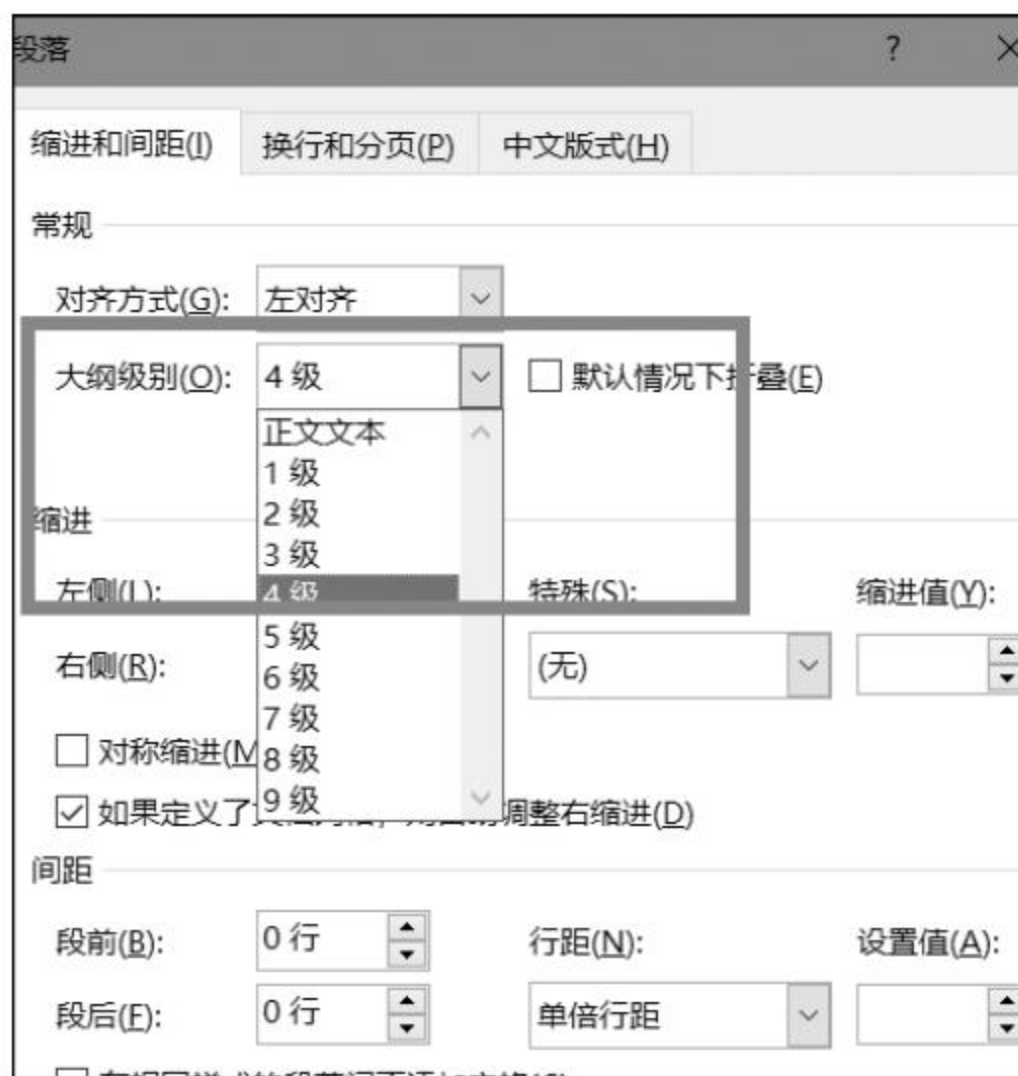 段落 ?
缩进和间距(I) 换行和分页(P) 中文版式(H)
常规
对齐方式(G): 左对齐
大纲级别(O): 4 级 默认情况下折叠(E)
正文文本
1 级
2 级
缩进
3 级
左侧(L): 4 级 特殊(S): 缩进值(Y):
5 级
右侧(R): (无)
6 级
7 级
对称缩进(M
8 级
9 级
如果定义了 调整右缩进(D)
间距
段前(B): 0 行 行距(N): 设置值(A):
段后(F): 0 行 单倍行距